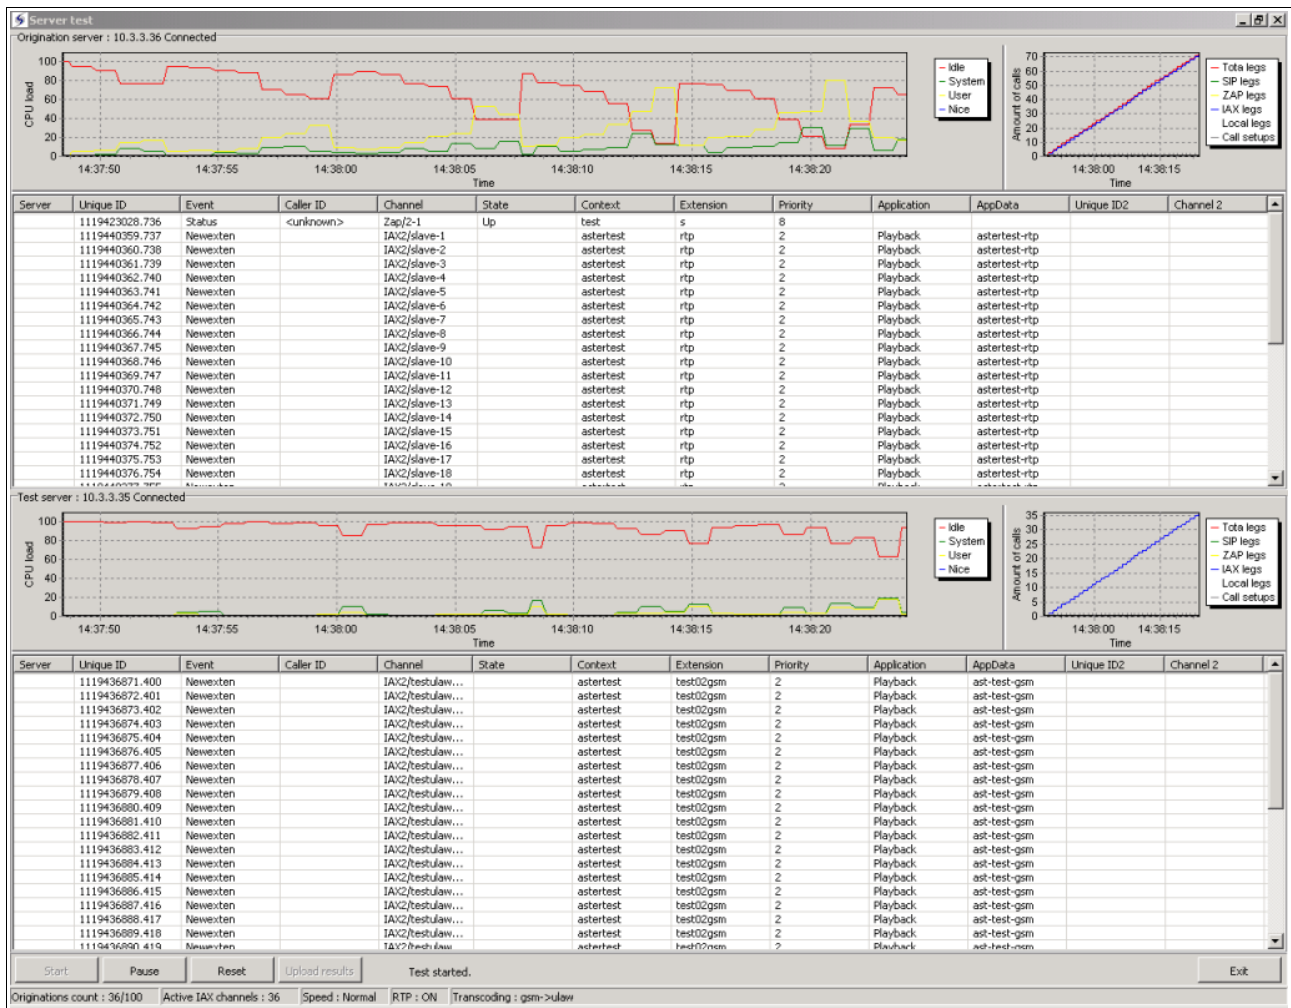 Server test
Origination server : 10.3.3.36 Connected
100
80
60
40
20
0
CPU load
14:37:50 14:37:55 14:38:00 14:38:05 14:38:10 14:38:15 14:38:20
Time
Idle
System
User
Nice
70
60
50
40
30
20
10
0
Amount of calls
14:38:00 14:38:15
Time
Tota legs
SIP legs
ZAP legs
IAX legs
Local legs
Call setups
Server Unique ID Event Caller ID Channel State Context Extension Priority Application AppData Unique ID2 Channel 2
1119423028.736 Status <unknown> Zap/2-1 Up test s 8
1119440359.737 Newexten IAX2/slave-1 astertest rtp 2 Playback astertest-rtp
1119440360.738 Newexten IAX2/slave-2 astertest rtp 2 Playback astertest-rtp
1119440361.739 Newexten IAX2/slave-3 astertest rtp 2 Playback astertest-rtp
1119440362.740 Newexten IAX2/slave-4 astertest rtp 2 Playback astertest-rtp
1119440363.741 Newexten IAX2/slave-5 astertest rtp 2 Playback astertest-rtp
1119440364.742 Newexten IAX2/slave-6 astertest rtp 2 Playback astertest-rtp
1119440365.743 Newexten IAX2/slave-7 astertest rtp 2 Playback astertest-rtp
1119440366.744 Newexten IAX2/slave-8 astertest rtp 2 Playback astertest-rtp
1119440367.745 Newexten IAX2/slave-9 astertest rtp 2 Playback astertest-rtp
1119440368.746 Newexten IAX2/slave-10 astertest rtp 2 Playback astertest-rtp
1119440369.747 Newexten IAX2/slave-11 astertest rtp 2 Playback astertest-rtp
1119440370.748 Newexten IAX2/slave-12 astertest rtp 2 Playback astertest-rtp
1119440371.749 Newexten IAX2/slave-13 astertest rtp 2 Playback astertest-rtp
1119440372.750 Newexten IAX2/slave-14 astertest rtp 2 Playback astertest-rtp
1119440373.751 Newexten IAX2/slave-15 astertest rtp 2 Playback astertest-rtp
1119440374.752 Newexten IAX2/slave-16 astertest rtp 2 Playback astertest-rtp
1119440375.753 Newexten IAX2/slave-17 astertest rtp 2 Playback astertest-rtp
1119440376.754 Newexten IAX2/slave-18 astertest rtp 2 Playback astertest-rtp
Test server : 10.3.3.35 Connected
100
80
60
40
20
0
CPU load
14:37:50 14:37:55 14:38:00 14:38:05 14:38:10 14:38:15 14:38:20
Time
Idle
System
User
Nice
35
30
25
20
15
10
5
0
Amount of calls
14:38:00 14:38:15
Time
Tota legs
SIP legs
ZAP legs
IAX legs
Local legs
Call setups
Server Unique ID Event Caller ID Channel State Context Extension Priority Application AppData Unique ID2 Channel 2
1119436871.400 Newexten IAX2/testulaw... astertest test02gsm 2 Playback ast-test-gsm
1119436872.401 Newexten IAX2/testulaw... astertest test02gsm 2 Playback ast-test-gsm
1119436873.402 Newexten IAX2/testulaw... astertest test02gsm 2 Playback ast-test-gsm
1119436874.403 Newexten IAX2/testulaw... astertest test02gsm 2 Playback ast-test-gsm
1119436875.404 Newexten IAX2/testulaw... astertest test02gsm 2 Playback ast-test-gsm
1119436876.405 Newexten IAX2/testulaw... astertest test02gsm 2 Playback ast-test-gsm
1119436877.406 Newexten IAX2/testulaw... astertest test02gsm 2 Playback ast-test-gsm
1119436878.407 Newexten IAX2/testulaw... astertest test02gsm 2 Playback ast-test-gsm
1119436879.408 Newexten IAX2/testulaw... astertest test02gsm 2 Playback ast-test-gsm
1119436880.409 Newexten IAX2/testulaw... astertest test02gsm 2 Playback ast-test-gsm
1119436881.410 Newexten IAX2/testulaw... astertest test02gsm 2 Playback ast-test-gsm
1119436882.411 Newexten IAX2/testulaw... astertest test02gsm 2 Playback ast-test-gsm
1119436883.412 Newexten IAX2/testulaw... astertest test02gsm 2 Playback ast-test-gsm
1119436884.413 Newexten IAX2/testulaw... astertest test02gsm 2 Playback ast-test-gsm
1119436885.414 Newexten IAX2/testulaw... astertest test02gsm 2 Playback ast-test-gsm
1119436886.415 Newexten IAX2/testulaw... astertest test02gsm 2 Playback ast-test-gsm
1119436887.416 Newexten IAX2/testulaw... astertest test02gsm 2 Playback ast-test-gsm
1119436888.417 Newexten IAX2/testulaw... astertest test02gsm 2 Playback ast-test-gsm
1119436889.418 Newexten IAX2/testulaw... astertest test02gsm 2 Playback ast-test-gsm
1119436890.419 Newexten IAX2/testulaw astertest test02gsm 2 Playback ast-test-gsm
Start Pause Reset Upload results Test started. Exit
Originations count : 36/100 Active IAX channels : 36 Speed : Normal RTP : ON Transcoding : gsm->ulaw